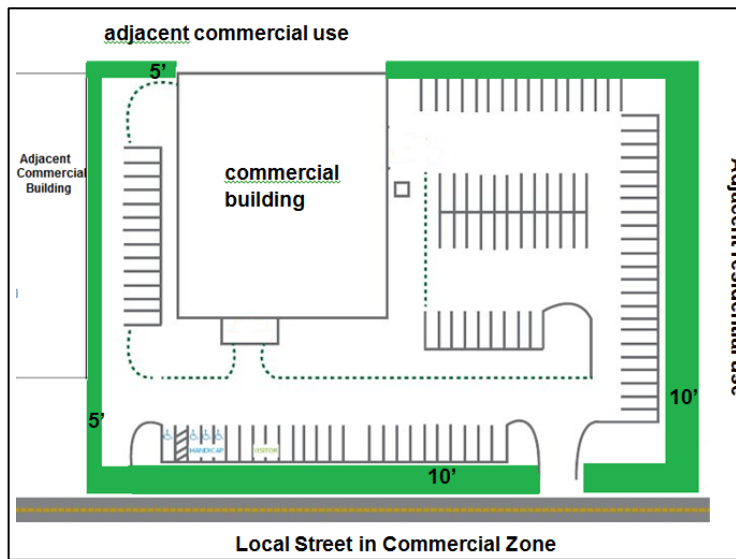 adjacent commercial use
5’
Adjacent
Commercial
Building
commercial
building
Adjacent residential use
10’
5’
MANDICAP
VISITOR
10’
Local Street in Commercial Zone